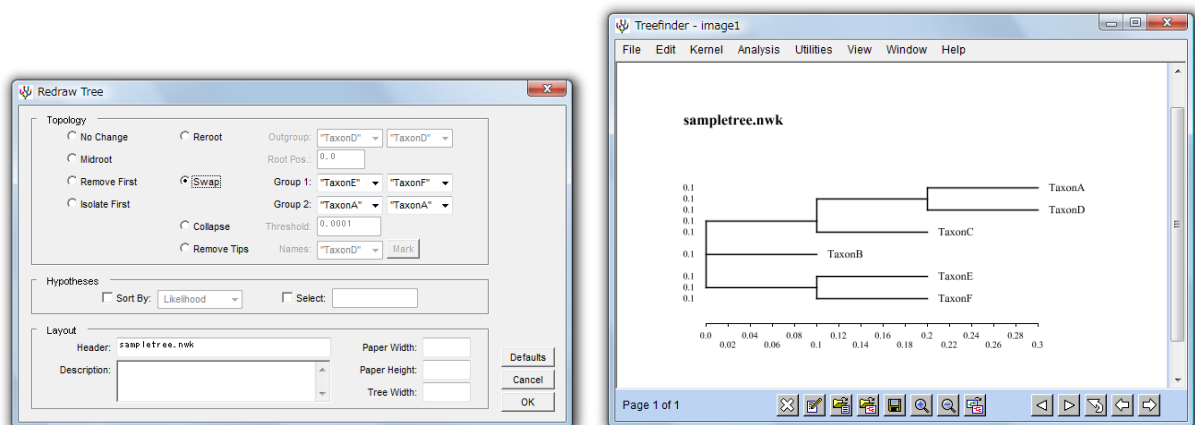 Redraw Tree
Topology
No Change Reroot Outgroup: "TaxonD" "TaxonD"
Midroot Root Pos.: 0.0
Remove First Swap Group 1: "TaxonE" "TaxonF"
Isolate First Group 2: "TaxonA" "TaxonA"
Collapse Threshold: 0.0001
Remove Tips Names: "TaxonD" Mark
Hypotheses
Sort By: Likelihood Select:
Layout
Header: sampletree.nwk Paper Width:
Description: Paper Height:
Tree Width:
Defaults
Cancel
OK
Treefinder - image1
File Edit Kernel Analysis Utilities View Window Help
sampletree.nwk
0.1 TaxonA
0.1
0.1 TaxonD
0.1
0.1 TaxonC
0.1 TaxonB
0.1 TaxonE
0.1
0.1 TaxonF
0.0 0.04 0.08 0.12 0.16 0.2 0.24 0.28
0.02 0.06 0.1 0.14 0.18 0.22 0.26 0.3
Page 1 of 1